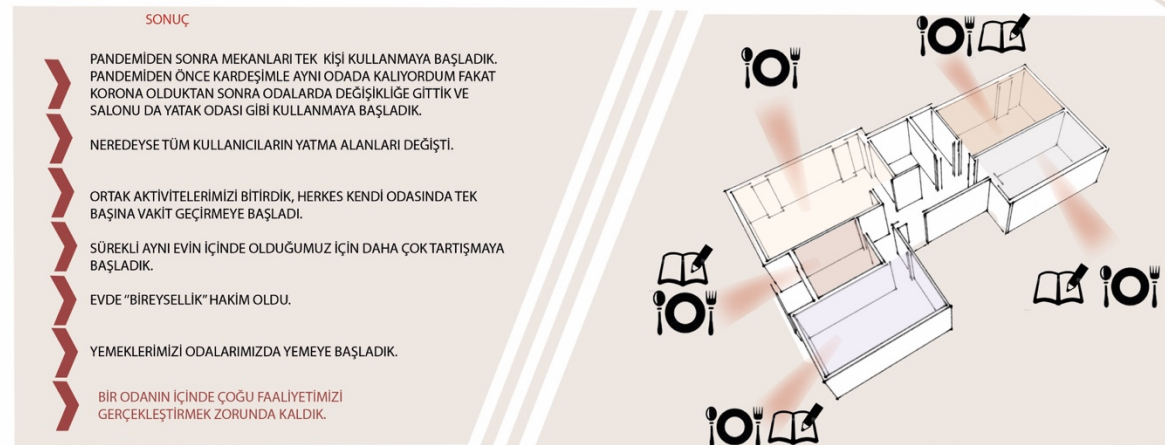 SONUÇ
PANDEMİDEN SONRA MEKANLARI TEK KİŞİ KULLANMAYA BAŞLADIK.
PANDEMİDEN ÖNCE KARDEŞİMLE AYNI ODADA KALIYORDUM FAKAT
KORONA OLDUKTAN SONRA ODALARDA DEĞİŞİKLİĞE GİTTİK VE
SALONU DA YATAK ODASI GİBİ KULLANMAYA BAŞLADIK.
NEREDEYSE TÜM KULLANICILARIN YATMA ALANLARI DEĞİŞTİ.
ORTAK AKTİVİTELERİMİZİ BİTİRDİK, HERKES KENDİ ODASINDA TEK
BAŞINA VAKİT GEÇİRMEYE BAŞLADI.
SÜREKLİ AYNI EVİN İÇİNDE OLDUĞUMUZ İÇİN DAHA ÇOK TARTIŞMAYA
BAŞLADIK.
EVDE "BİREYSELLİK" HAKİM OLDU.
YEMEKLERİMİZİ ODALARIMIZDA YEMEYE BAŞLADIK.
BİR ODANIN İÇİNDE ÇOĞU FAALİYETİMİZİ
GERÇEKLEŞTİRMEK ZORUNDA KALDIK.